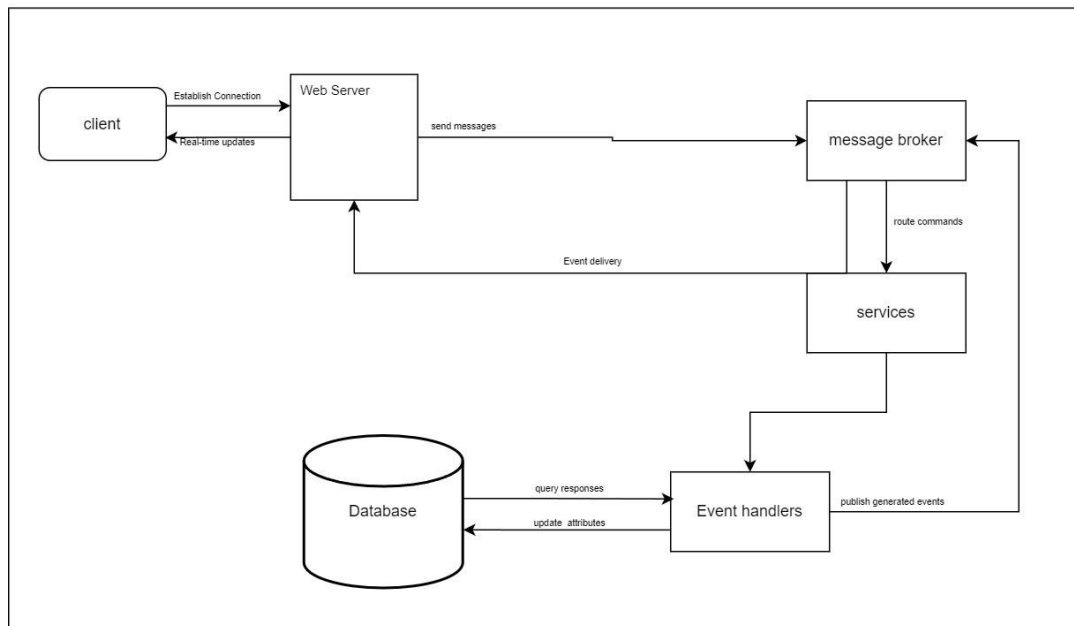 Establish Connection
Web Server
client
send messages
Real-time updates
message broker
route commands
Event delivery
services
query responses
publish generated events
Database
Event handlers
update attributes